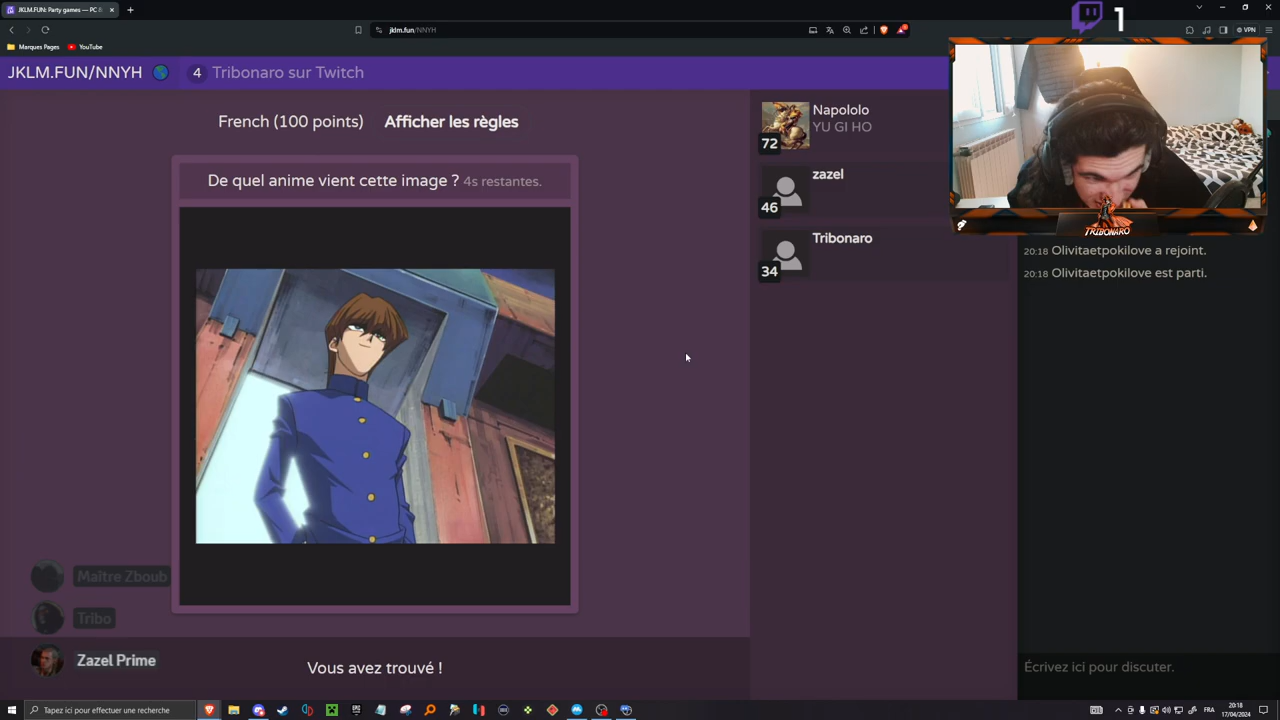 JKLM.FUN: Party games — PC
jklm.fun/NNYH
VPN
1
Marques Pages
YouTube
JKLM.FUN/NNYH
4
Tribonaro sur Twitch
French (100 points)
Afficher les règles
De quel anime vient cette image ? 4s restantes.
Napololo
YU GI HO
72
zazel
46
Tribonaro
34
TRIBONARO
20:18 Olivitaetpokilove a rejoint.
20:18 Olivitaetpokilove est parti.
Maître Zboub
Tribo
Zazel Prime
Vous avez trouvé !
Écrivez ici pour discuter.
Tapez ici pour effectuer une recherche
FRA
20:18
17/04/2024